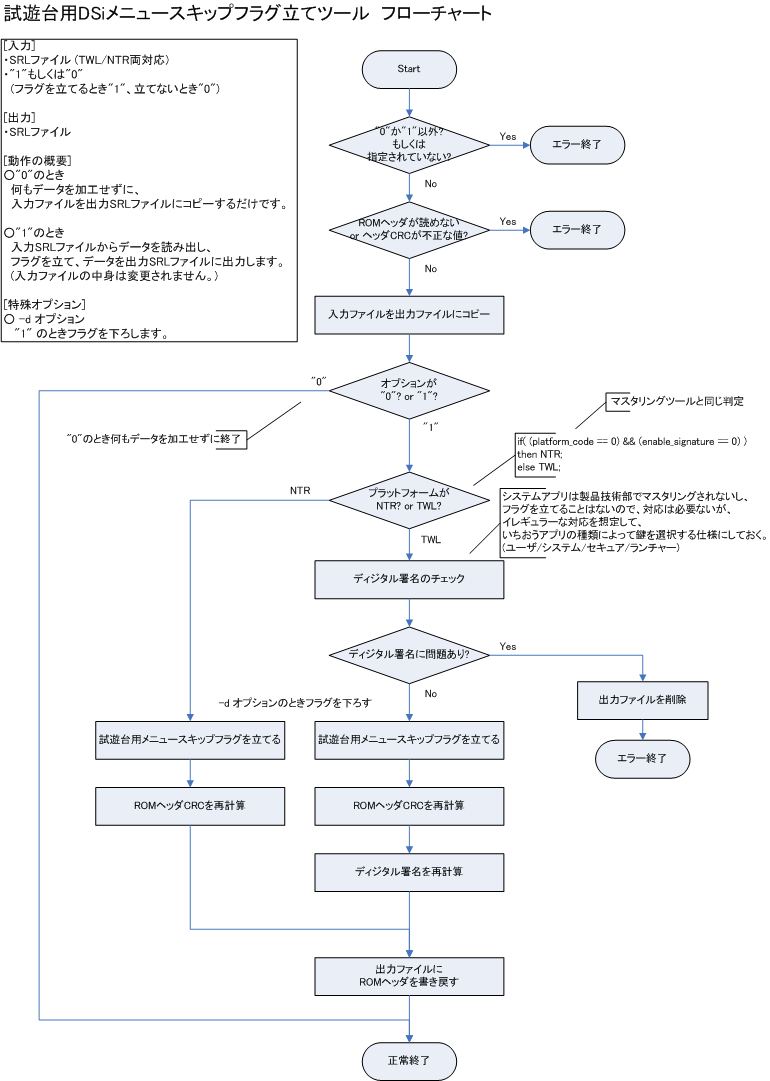 試遊台用DSiメニュースキップフラグ立てツール　フローチャート
[入力]
・SRLファイル (TWL/NTR両対応)
・"1"もしくは"0"
(フラグを立てるとき"1"、立てないとき"0")
[出力]
・SRLファイル
[動作の概要]
○"0"のとき
何もデータを加工せずに、
入力ファイルを出力SRLファイルにコピーするだけです。
○"1"のとき
入力SRLファイルからデータを読み出し、
フラグを立て、データを出力SRLファイルに出力します。
(入力ファイルの中身は変更されません。)
[特殊オプション]
○ -d オプション
"1" のときフラグを下ろします。
Start
"0"か"1"以外?
もしくは
指定されていない?
Yes
エラー終了
No
ROMヘッダが読めない
or ヘッダCRCが不正な値?
Yes
エラー終了
No
入力ファイルを出力ファイルにコピー
オプションが
"0"? or "1"?
"0"
"0"のとき何もデータを加工せずに終了
"1"
マスタリングツールと同じ判定
if( (platform_code == 0) && (enable_signature == 0) )
then NTR;
else TWL;
プラットフォームが
NTR? or TWL?
NTR
TWL
システムアプリは製品技術部でマスタリングされないし、
フラグを立てることはないので、対応は必要ないが、
イレギュラーな対応を想定して、
いちおうアプリの種類によって鍵を選択する仕様にしておく。
(ユーザ/システム/セキュア/ランチャー)
ディジタル署名のチェック
ディジタル署名に問題あり?
Yes
出力ファイルを削除
エラー終了
No
-d オプションのときフラグを下ろす
試遊台用メニュースキップフラグを立てる
試遊台用メニュースキップフラグを立てる
ROMヘッダCRCを再計算
ROMヘッダCRCを再計算
ディジタル署名を再計算
出力ファイルに
ROMヘッダを書き戻す
正常終了